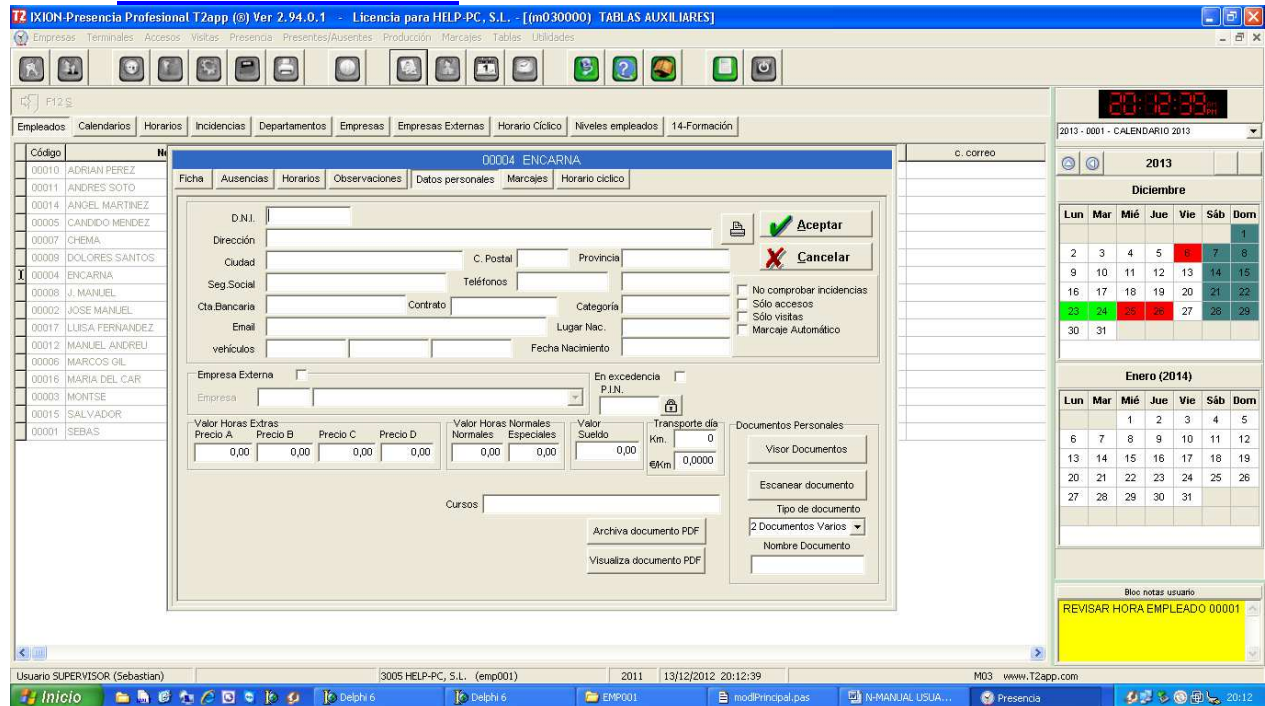 IXION-Presencia Profesional T2app (®) Ver 2.94.0.1 - Licencia para HELP-PC, S.L. - [(m030000) TABLAS AUXILIARES]
Empresas Terminales Accesos Visitas Presencia Presentes/Ausentes Producción Marcajes Tablas Utilidades
F12 S
Empleados Calendarios Horarios Incidencias Departamentos Empresas Empresas Externas Horario Cíclico Niveles empleados 14-Formación
Código
c. correo
00010 ADRIAN PEREZ
00011 ANDRES SOTO
00014 ANGEL MARTINEZ
00005 CANDIDO MENDEZ
00007 CHEMA
00009 DOLORES SANTOS
00004 ENCARNA
00008 J. MANUEL
00002 JOSE MANUEL
00017 LUISA FERNANDEZ
00012 MANUEL ANDREU
00006 MARCOS GIL
00016 MARIA DEL CAR
00003 MONTSE
00015 SALVADOR
00001 SEBAS
00004 ENCARNA
Ficha Ausencias Horarios Observaciones Datos personales Marcajes Horario ciclico
D.N.I.
Dirección
Ciudad C. Postal Provincia
Seg.Social Teléfonos
Cta.Bancaria Contrato Categoría
Email Lugar Nac.
vehículos Fecha Nacimiento
Aceptar
Cancelar
No comprobar incidencias
Sólo accesos
Sólo visitas
Marcaje Automático
Empresa Externa
Empresa
En excedencia
P.I.N.
Valor Horas Extras
Precio A Precio B Precio C Precio D
0,00 0,00 0,00 0,00
Valor Horas Normales
Normales Especiales
0,00 0,00
Valor
Sueldo
0,00
Transporte día
Km. 0
€/Km 0,0000
Cursos
Archiva documento PDF
Visualiza documento PDF
Documentos Personales
Visor Documentos
Escanear documento
Tipo de documento
2 Documentos Varios
Nombre Documento
20:12:39
PM
2013 - 0001 - CALENDARIO 2013
2013
Diciembre
Lun Mar Mié Jue Vie Sáb Dom
1
2 3 4 5 6 7 8
9 10 11 12 13 14 15
16 17 18 19 20 21 22
23 24 25 26 27 28 29
30 31
Enero (2014)
Lun Mar Mié Jue Vie Sáb Dom
1 2 3 4 5
6 7 8 9 10 11 12
13 14 15 16 17 18 19
20 21 22 23 24 25 26
27 28 29 30 31
Bloc notas usuario
REVISAR HORA EMPLEADO 00001
Usuario SUPERVISOR (Sebastian) 3005 HELP-PC, S.L. (emp001) 2011 13/12/2012 20:12:39 M03 www.T2app.com
Inicio Delphi 6 Delphi 6 EMP001 modlPrincipal.pas N-MANUAL USUA... Presencia 20:12